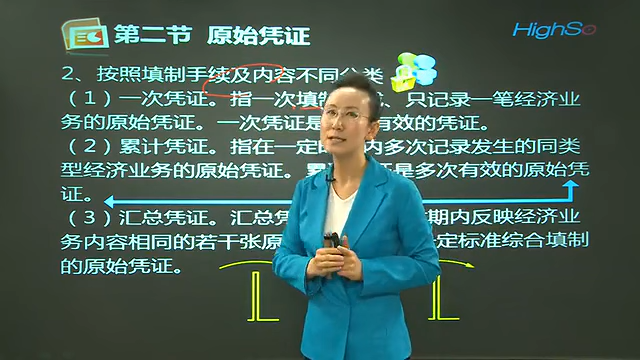 第二节 原始凭证
HighSo
2、按照填制手续及内容不同分类
（1）一次凭证。指一次填制 、只记录一笔经济业
务的原始凭证。一次凭证是 有效的凭证。
（2）累计凭证。指在一定时 内多次记录发生的同类
型经济业务的原始凭证。累 证是多次有效的原始凭
证。
（3）汇总凭证。汇总凭 期内反映经济业
务内容相同的若干张原 定标准综合填制
的原始凭证。